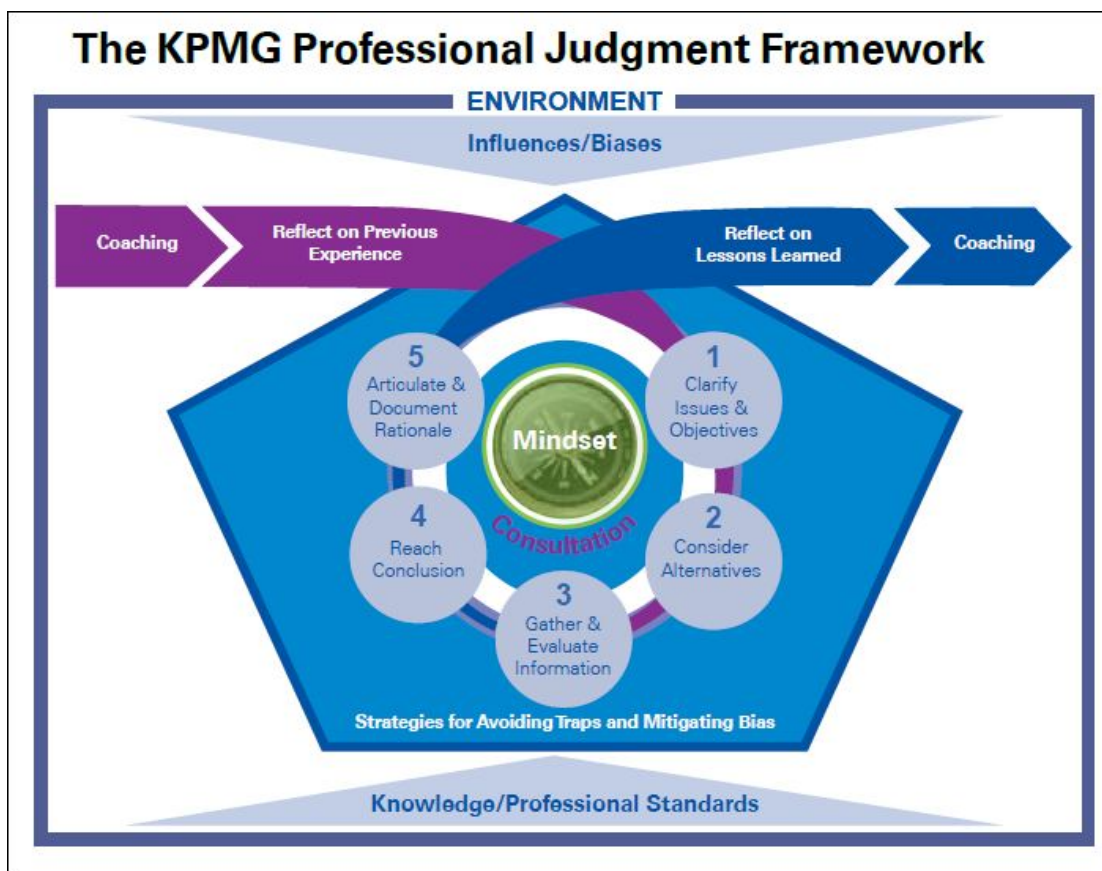 The KPMG Professional Judgment Framework
ENVIRONMENT
Influences/Biases
Coaching
Reflect on Previous
Experience
Reflect on
Lessons Learned
Coaching
5
Articulate &
Document
Rationale
1
Clarify
Issues &
Objectives
Mindset
Consultation
4
Reach
Conclusion
2
Consider
Alternatives
3
Gather &
Evaluate
Information
Strategies for Avoiding Traps and Mitigating Bias
Knowledge/Professional Standards